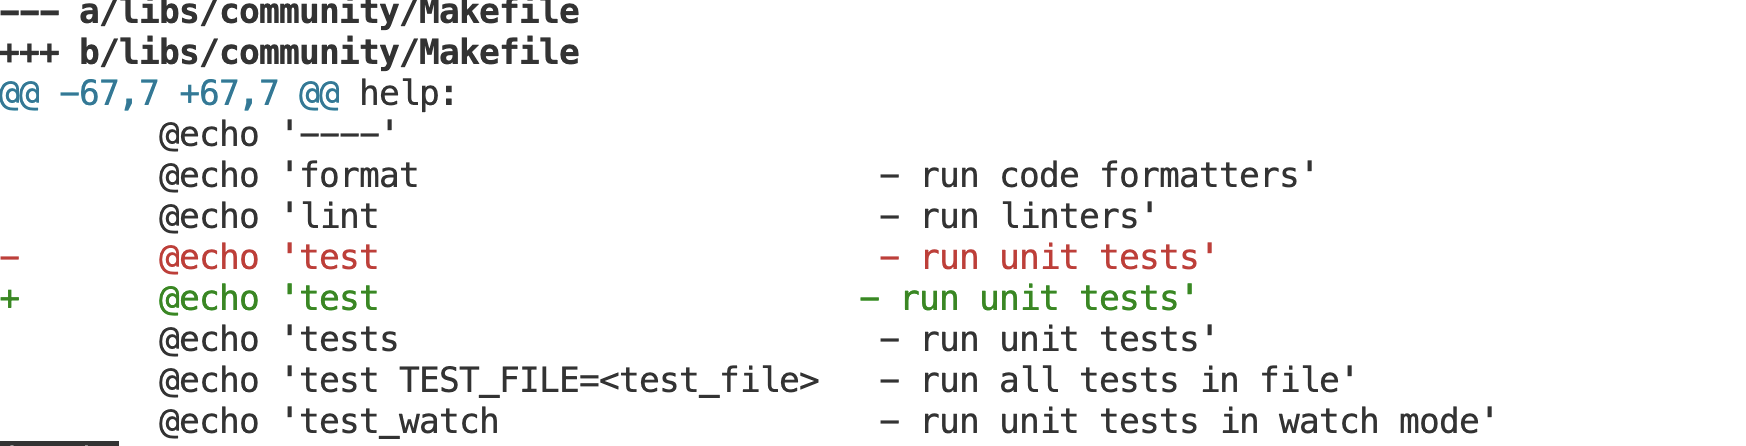 --- a/libs/community/Makefile
+++ b/libs/community/Makefile
@@ -67,7 +67,7 @@ help:
        @echo '----'
        @echo 'format                       - run code formatters'
        @echo 'lint                         - run linters'
-       @echo 'test                         - run unit tests'
+       @echo 'test                        - run unit tests'
        @echo 'tests                        - run unit tests'
        @echo 'test TEST_FILE=<test_file>   - run all tests in file'
        @echo 'test_watch                   - run unit tests in watch mode'